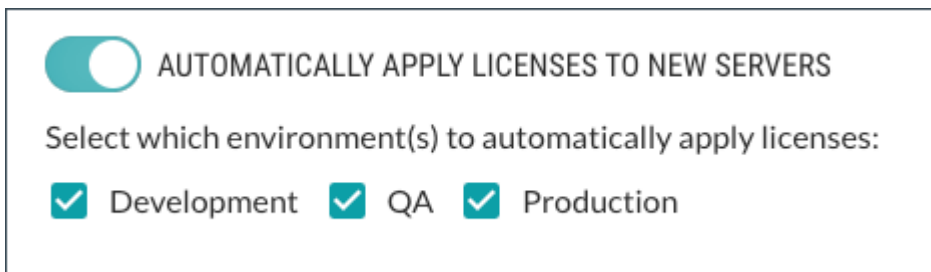 AUTOMATICALLY APPLY LICENSES TO NEW SERVERS
Select which environment(s) to automatically apply licenses:
Development QA Production